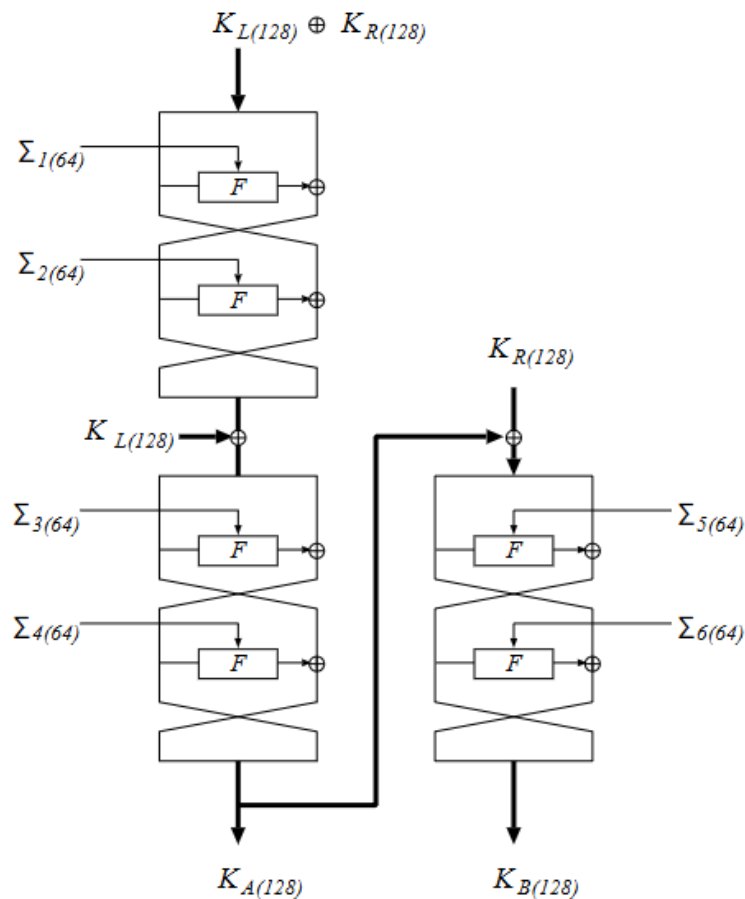 K_L(128) ⊕ K_R(128)
Σ_1(64)
F
Σ_2(64)
F
K_R(128)
K_L(128)
Σ_3(64)
F
F
Σ_5(64)
Σ_4(64)
F
F
Σ_6(64)
K_A(128)
K_B(128)